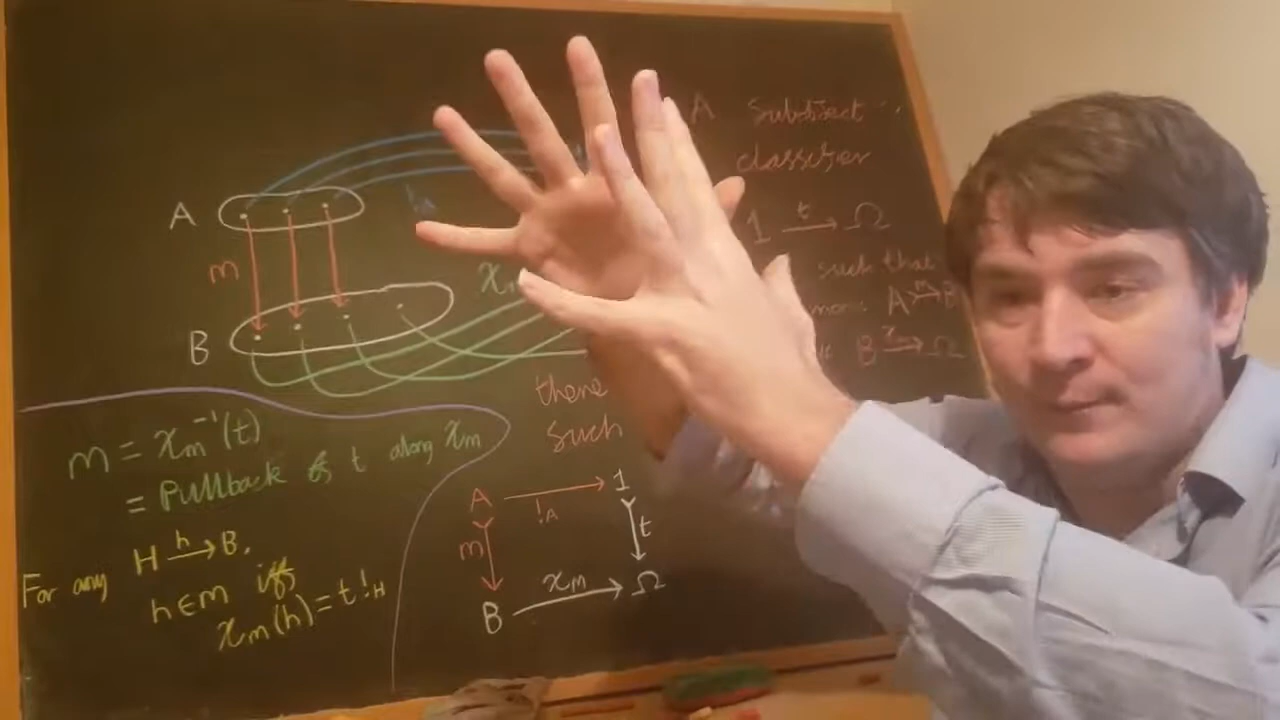 A Subobject
classifier
1 t Ω
such that
mono A m B
B χm Ω
there
such
A
m
B
m = χm⁻¹(t)
= Pullback of t along χm
For any H h B.
h ∈ m iff
χm(h) = t !H
A !A 1
m t
B χm Ω